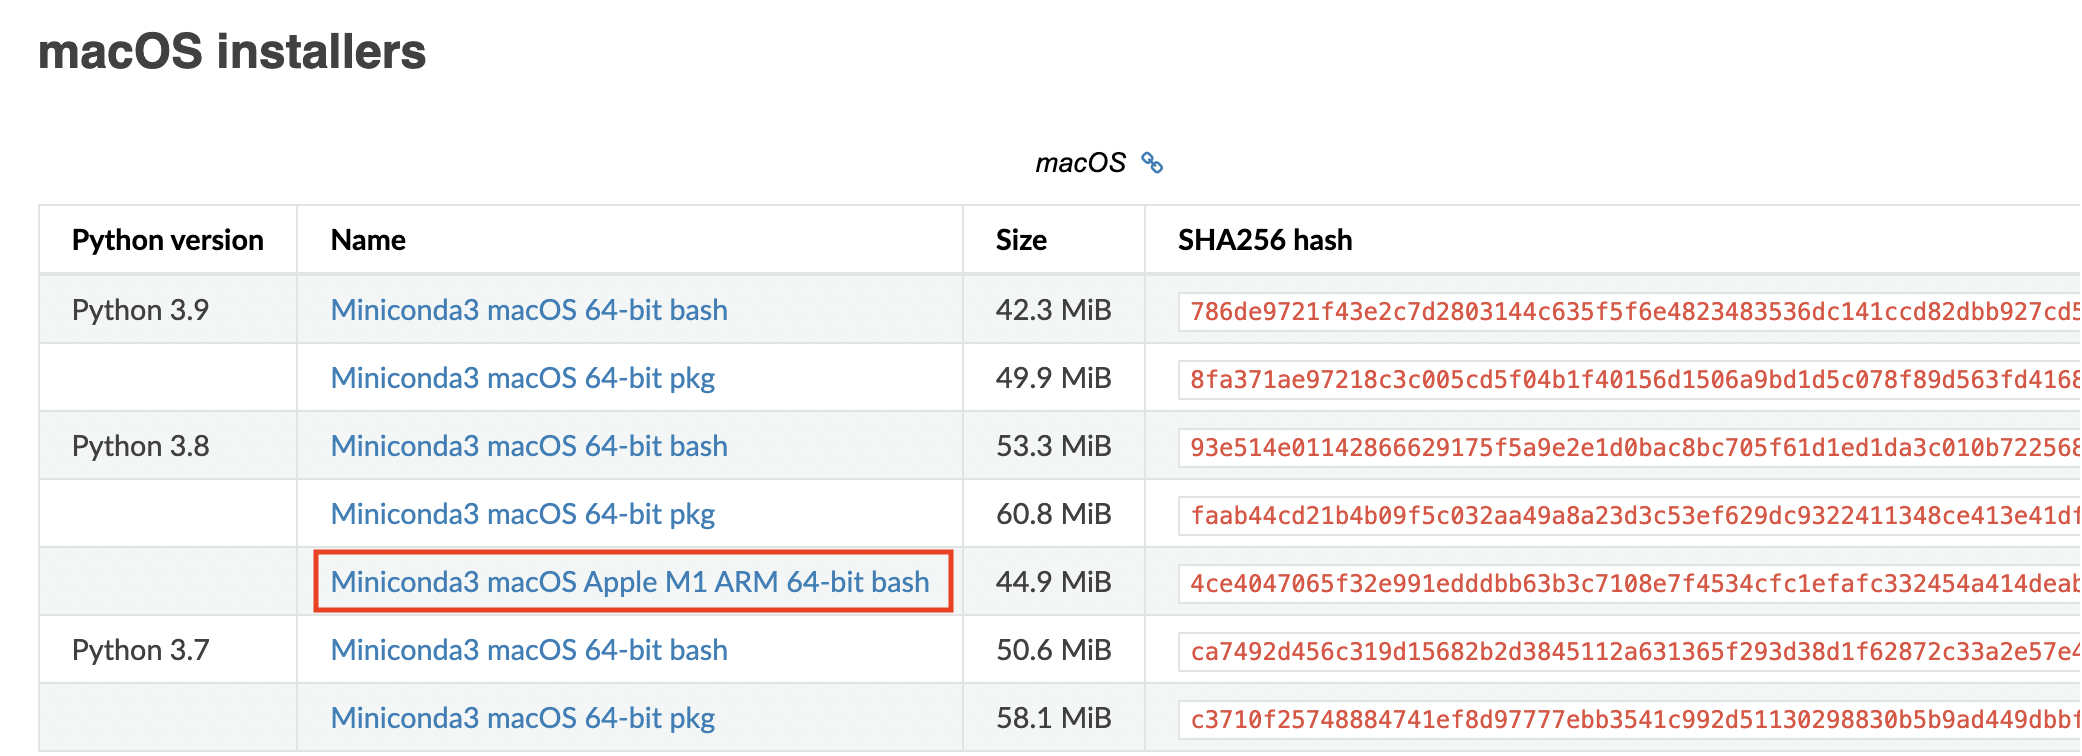 macOS installers
macOS
Python version Name Size SHA256 hash
Python 3.9 Miniconda3 macOS 64-bit bash 42.3 MiB 786de9721f43e2c7d2803144c635f5f6e4823483536dc141ccd82dbb927cd5
Miniconda3 macOS 64-bit pkg 49.9 MiB 8fa371ae97218c3c005cd5f04b1f40156d1506a9bd1d5c078f89d563fd4168
Python 3.8 Miniconda3 macOS 64-bit bash 53.3 MiB 93e514e01142866629175f5a9e2e1d0bac8bc705f61d1ed1da3c010b722568
Miniconda3 macOS 64-bit pkg 60.8 MiB faab44cd21b4b09f5c032aa49a8a23d3c53ef629dc9322411348ce413e41df
Miniconda3 macOS Apple M1 ARM 64-bit bash 44.9 MiB 4ce4047065f32e991edddbb63b3c7108e7f4534cfc1efafc332454a414deab
Python 3.7 Miniconda3 macOS 64-bit bash 50.6 MiB ca7492d456c319d15682b2d3845112a631365f293d38d1f62872c33a2e57e4
Miniconda3 macOS 64-bit pkg 58.1 MiB c3710f25748884741ef8d97777ebb3541c992d51130298830b5b9ad449dbbf